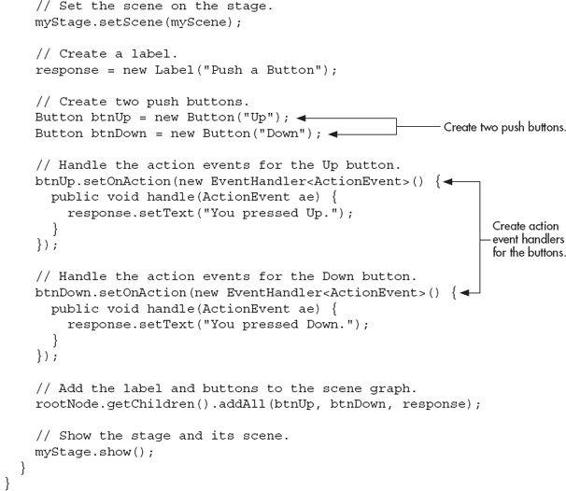 // Set the scene on the stage.
myStage.setScene(myScene);
// Create a label.
response = new Label("Push a Button");
// Create two push buttons.
Button btnUp = new Button("Up");
Button btnDown = new Button("Down");
Create two push buttons.
// Handle the action events for the Up button.
btnUp.setOnAction(new EventHandler<ActionEvent>() {
public void handle(ActionEvent ae) {
response.setText("You pressed Up.");
}
});
Create action
event handlers
for the buttons.
// Handle the action events for the Down button.
btnDown.setOnAction(new EventHandler<ActionEvent>() {
public void handle(ActionEvent ae) {
response.setText("You pressed Down.");
}
});
// Add the label and buttons to the scene graph.
rootNode.getChildren().addAll(btnUp, btnDown, response);
// Show the stage and its scene.
myStage.show();
}
}